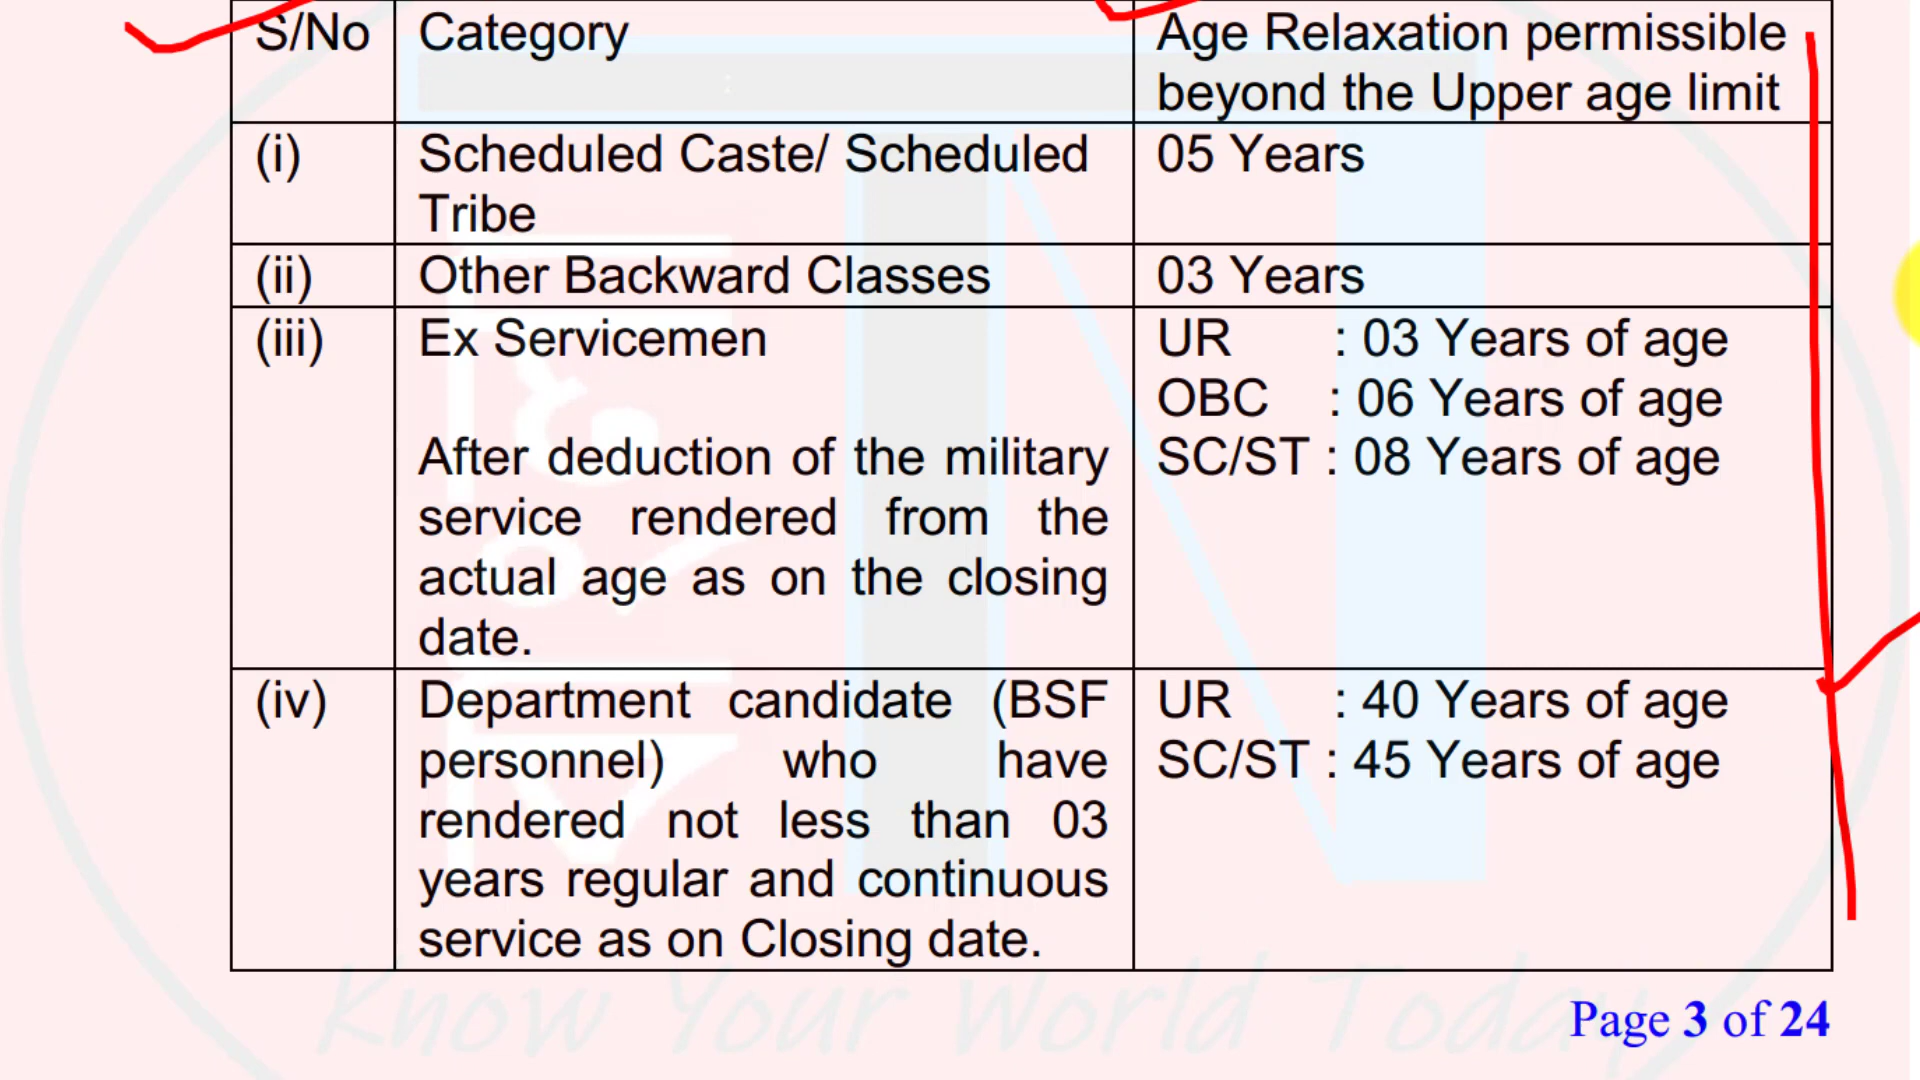 S/No Category Age Relaxation permissible
beyond the Upper age limit
(i) Scheduled Caste/ Scheduled 05 Years
Tribe
(ii) Other Backward Classes 03 Years
(iii) Ex Servicemen UR : 03 Years of age
OBC : 06 Years of age
After deduction of the military SC/ST : 08 Years of age
service rendered from the
actual age as on the closing
date.
(iv) Department candidate (BSF UR : 40 Years of age
personnel) who have SC/ST : 45 Years of age
rendered not less than 03
years regular and continuous
service as on Closing date.
Know Your World Today
Page 3 of 24